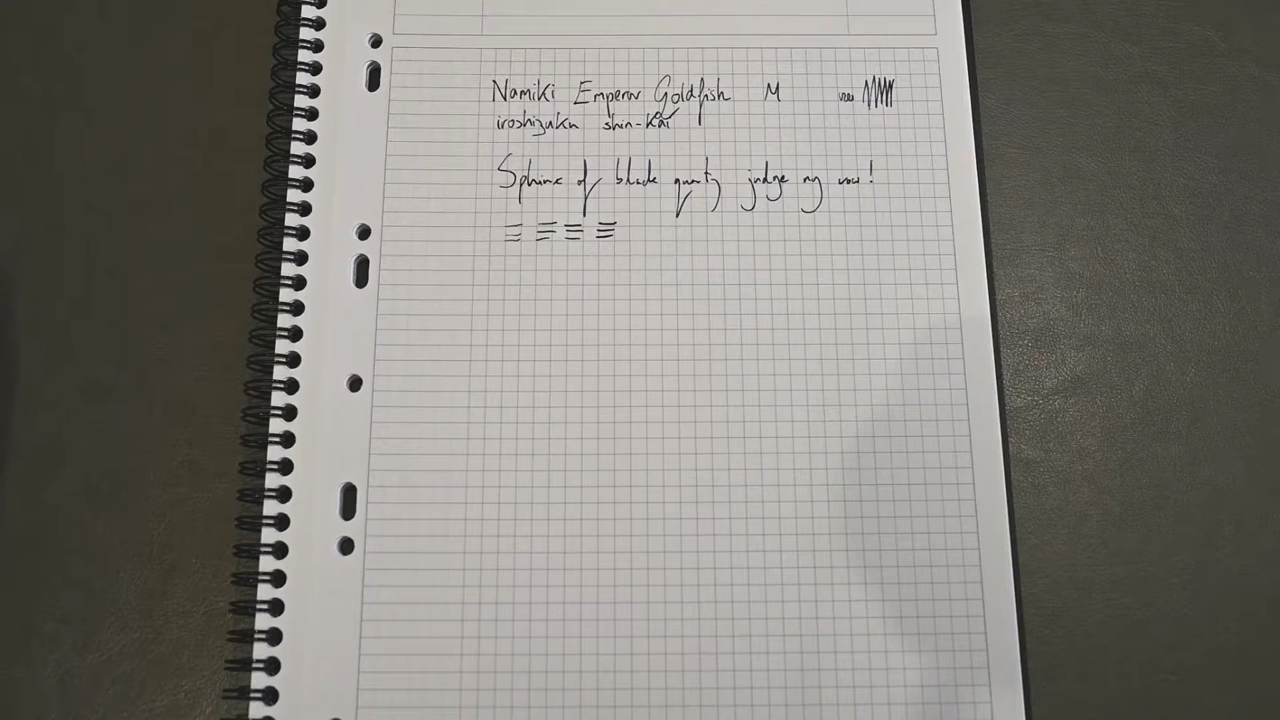 Namiki Emperor Goldfish M
iroshizuku shin-kai
Sphinx of black quartz judge my vow!